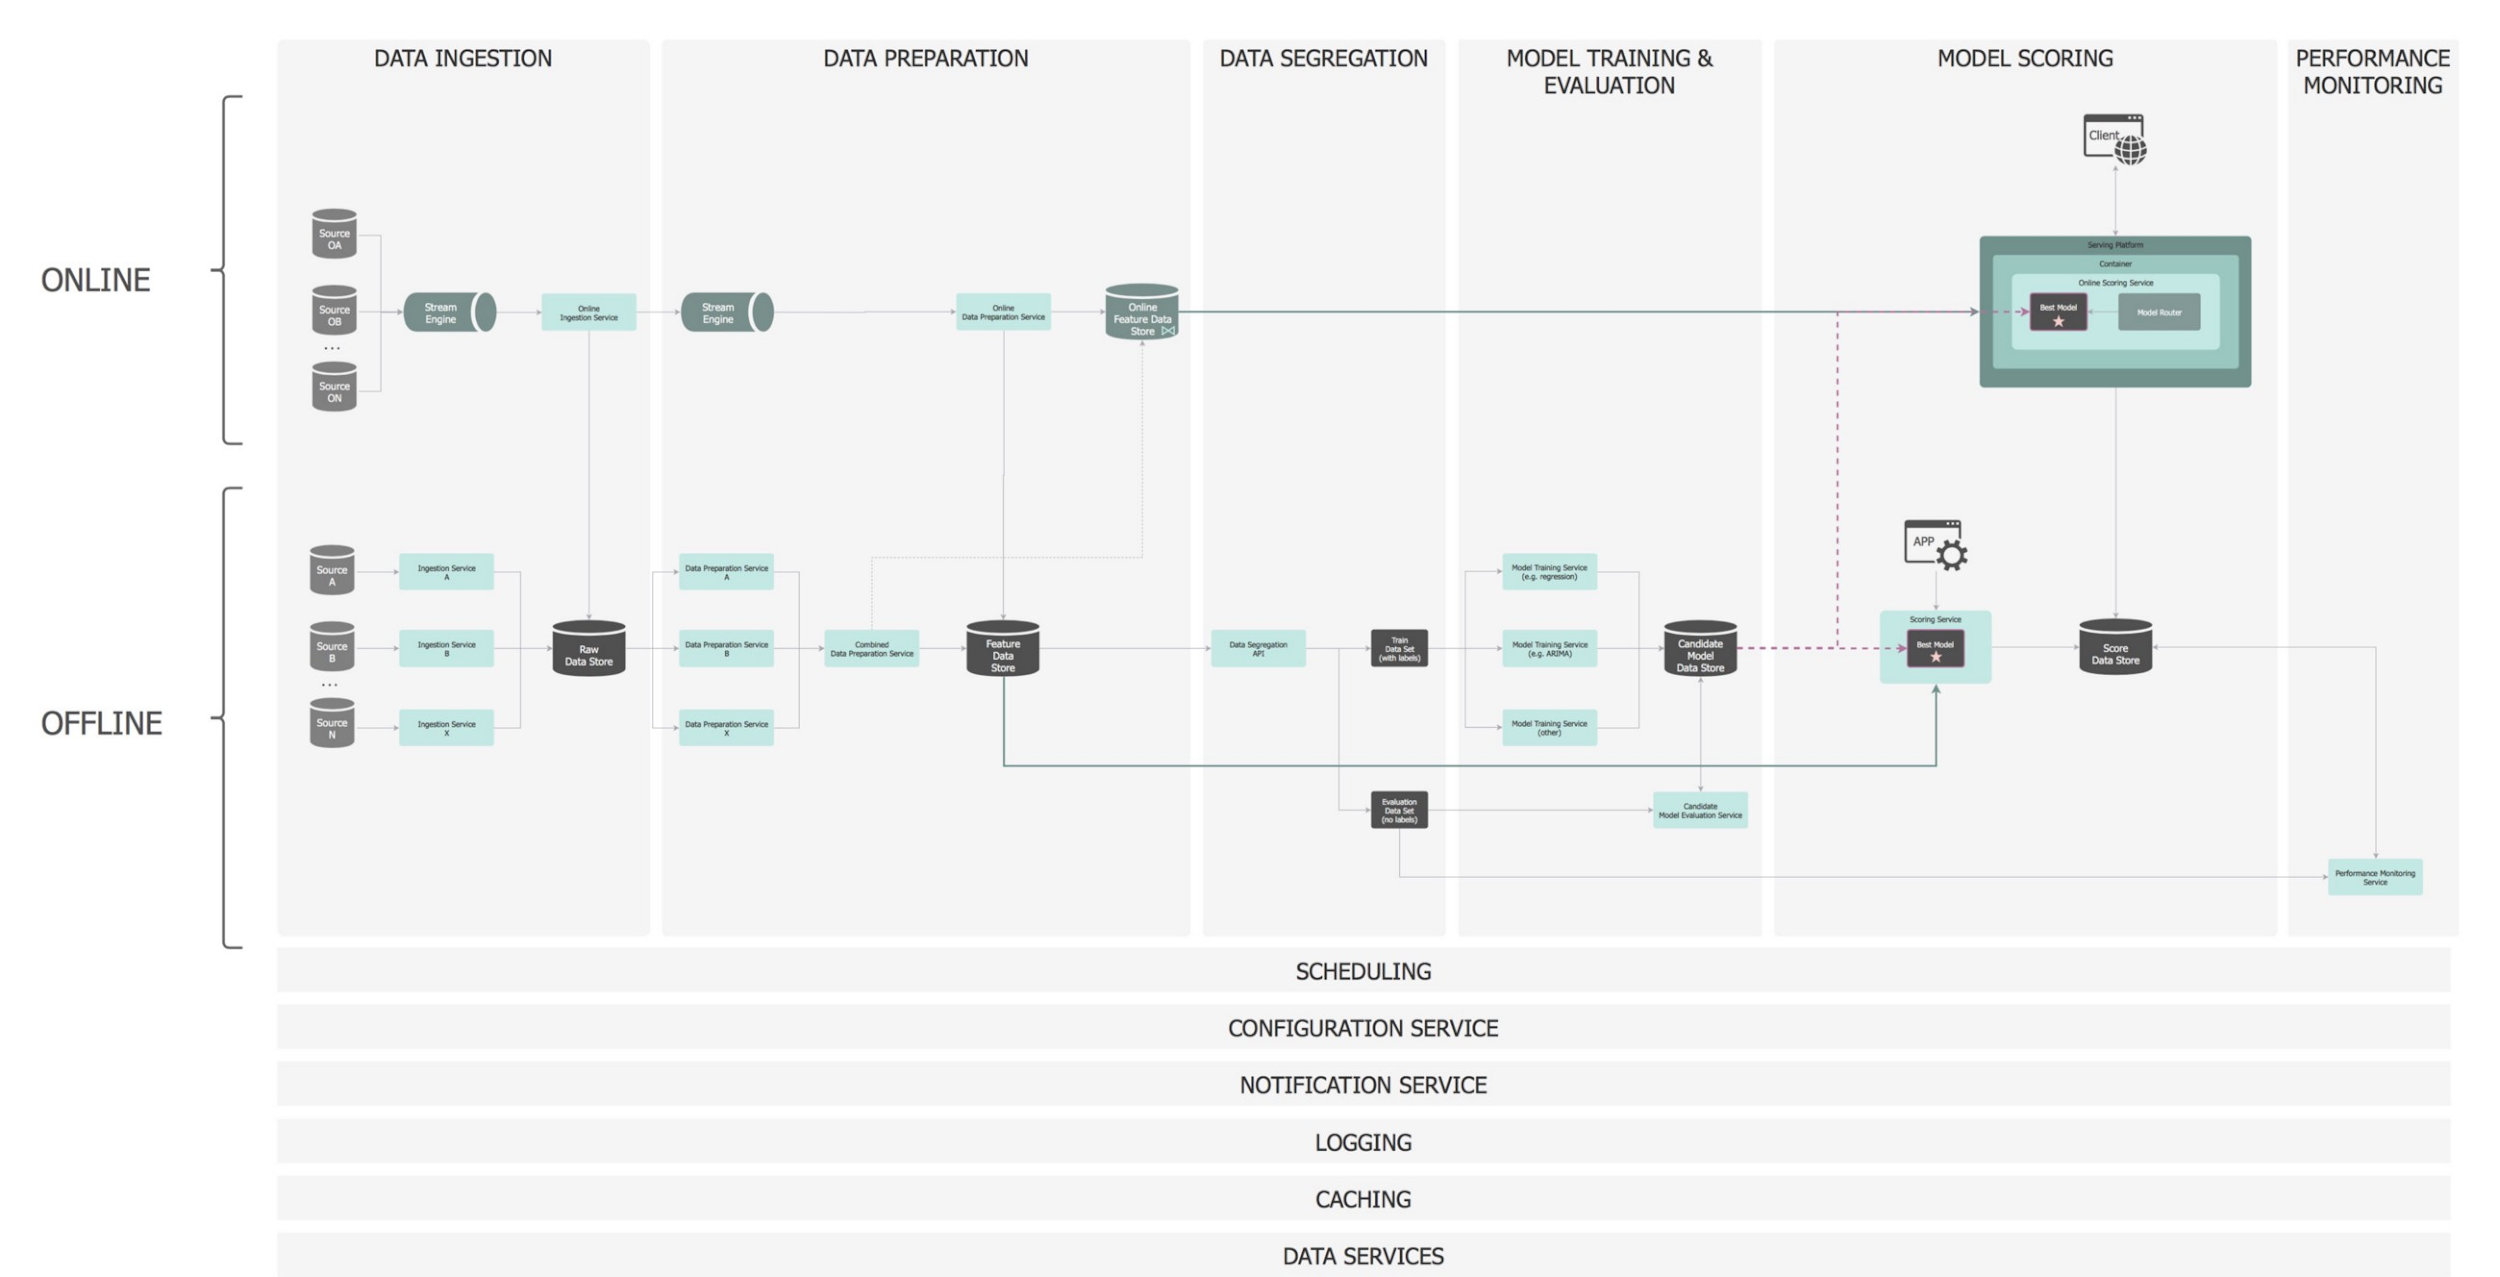 DATA INGESTION
DATA PREPARATION
DATA SEGREGATION
MODEL TRAINING &
EVALUATION
MODEL SCORING
PERFORMANCE
MONITORING
ONLINE
Source
OA
Source
OB
...
Source
ON
Stream
Engine
Online
Ingestion Service
Stream
Engine
Online
Data Preparation Service
Online
Feature Data
Store
Client
Serving Platform
Container
Online Scoring Service
Best Model
Model Router
OFFLINE
Source
A
Source
B
...
Source
N
Ingestion Service
A
Ingestion Service
B
Ingestion Service
X
Raw
Data Store
Data Preparation Service
A
Data Preparation Service
B
Data Preparation Service
X
Combined
Data Preparation Service
Feature
Data
Store
Data Segregation
API
Train
Data Set
(with labels)
Evaluation
Data Set
(no labels)
Model Training Service
(e.g. regression)
Model Training Service
(e.g. ARIMA)
Model Training Service
(other)
Candidate
Model
Data Store
Candidate
Model Evaluation Service
APP
Scoring Service
Best Model
Score
Data Store
Performance Monitoring
Service
SCHEDULING
CONFIGURATION SERVICE
NOTIFICATION SERVICE
LOGGING
CACHING
DATA SERVICES